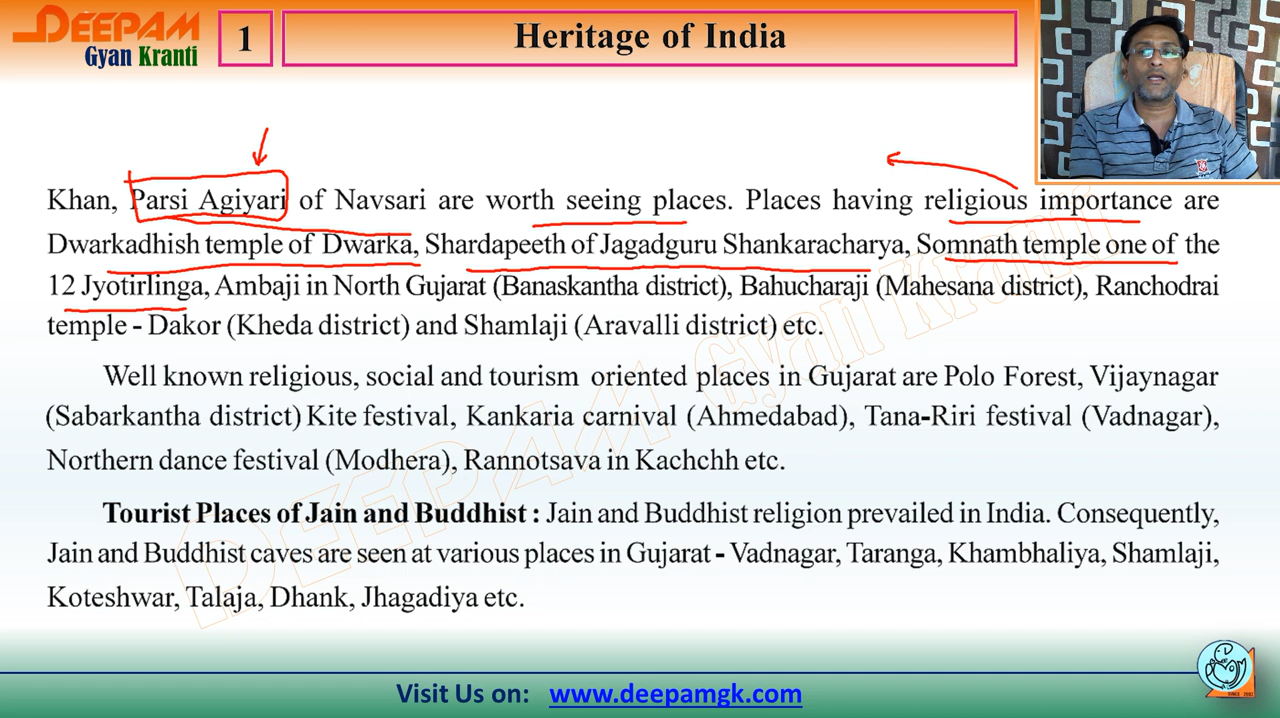 DEEPAM
Gyan Kranti
1
Heritage of India
Khan, Parsi Agiyari of Navsari are worth seeing places. Places having religious importance are
Dwarkadhish temple of Dwarka, Shardapeeth of Jagadguru Shankaracharya, Somnath temple one of the
12 Jyotirlinga, Ambaji in North Gujarat (Banaskantha district), Bahucharaji (Mahesana district), Ranchodrai
temple - Dakor (Kheda district) and Shamlaji (Aravalli district) etc.
Well known religious, social and tourism oriented places in Gujarat are Polo Forest, Vijaynagar
(Sabarkantha district) Kite festival, Kankaria carnival (Ahmedabad), Tana-Riri festival (Vadnagar),
Northern dance festival (Modhera), Rannotsava in Kachchh etc.
Tourist Places of Jain and Buddhist : Jain and Buddhist religion prevailed in India. Consequently,
Jain and Buddhist caves are seen at various places in Gujarat - Vadnagar, Taranga, Khambhaliya, Shamlaji,
Koteshwar, Talaja, Dhank, Jhagadiya etc.
DEEPAM Gyan Kranti
Visit Us on: www.deepamgk.com